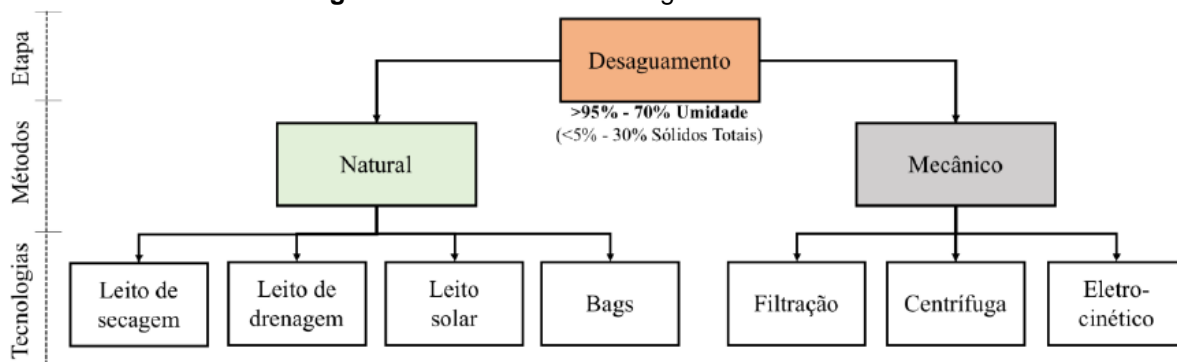 Etapa
Desaguamento
>95% - 70% Umidade
(<5% - 30% Sólidos Totais)
Métodos
Natural
Mecânico
Tecnologias
Leito de
secagem
Leito de
drenagem
Leito
solar
Bags
Filtração
Centrífuga
Eletro-
cinético